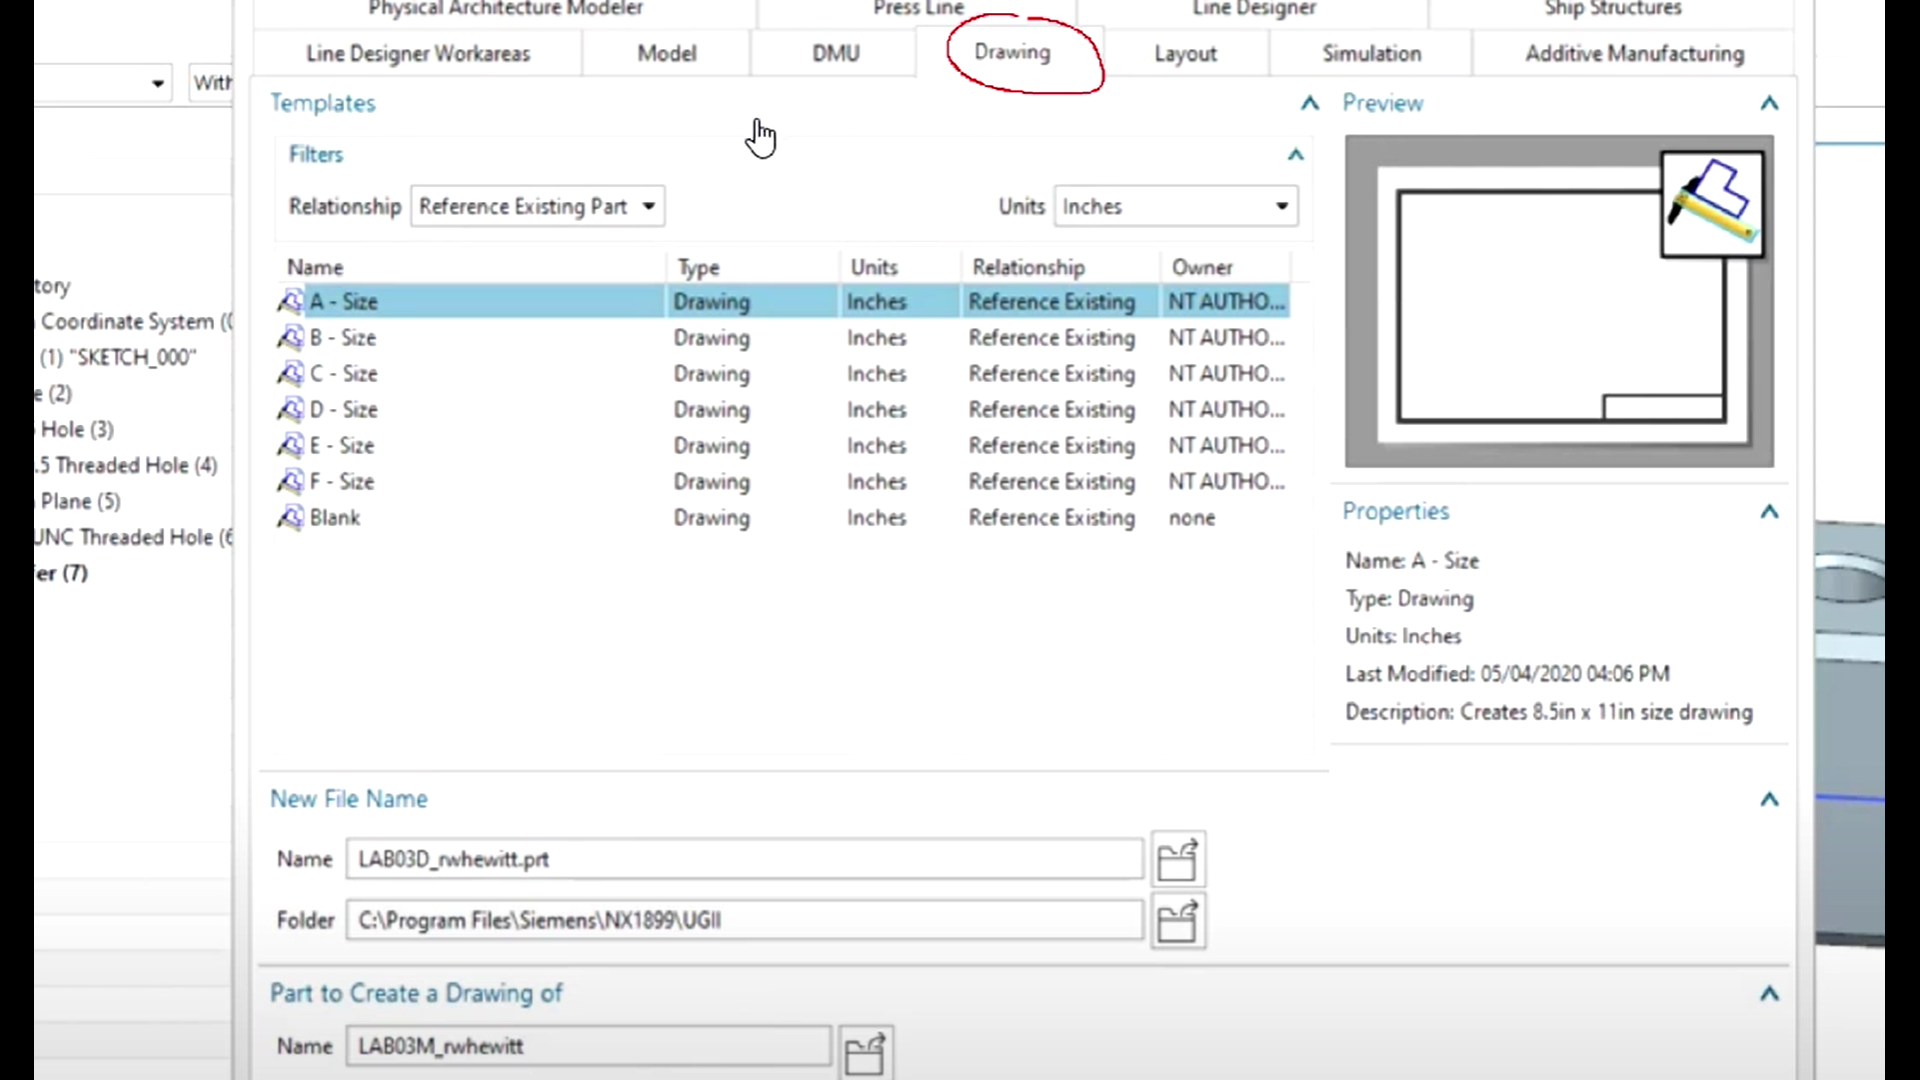 Physical Architecture Modeler Press Line Line Designer Ship Structures
Line Designer Workareas Model DMU Drawing Layout Simulation Additive Manufacturing
With
Templates
Filters
Relationship Reference Existing Part Units Inches
Name Type Units Relationship Owner
A - Size Drawing Inches Reference Existing NT AUTHO...
B - Size Drawing Inches Reference Existing NT AUTHO...
C - Size Drawing Inches Reference Existing NT AUTHO...
D - Size Drawing Inches Reference Existing NT AUTHO...
E - Size Drawing Inches Reference Existing NT AUTHO...
F - Size Drawing Inches Reference Existing NT AUTHO...
Blank Drawing Inches Reference Existing none
tory
Coordinate System (0
(1) "SKETCH_000"
e (2)
Hole (3)
.5 Threaded Hole (4)
Plane (5)
UNC Threaded Hole (6
er (7)
Preview
Properties
Name: A - Size
Type: Drawing
Units: Inches
Last Modified: 05/04/2020 04:06 PM
Description: Creates 8.5in x 11in size drawing
New File Name
Name LAB03D_rwhewitt.prt
Folder C:\Program Files\Siemens\NX1899\UGII
Part to Create a Drawing of
Name LAB03M_rwhewitt